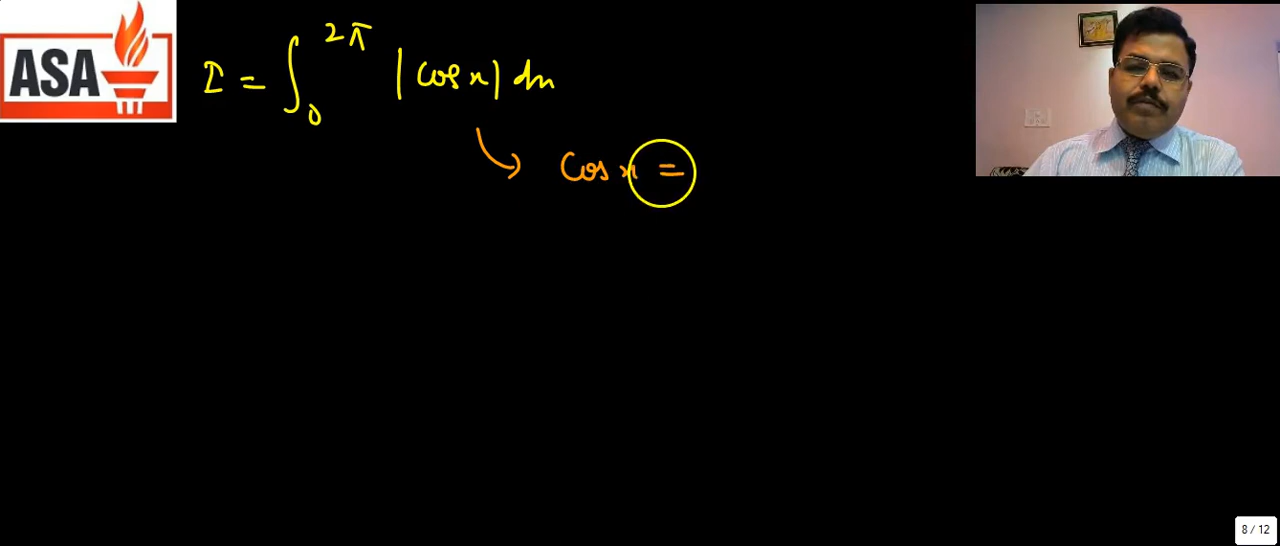 ASA
I = ∫₀^{2π} |cos x| dx
cos x =
8 / 12